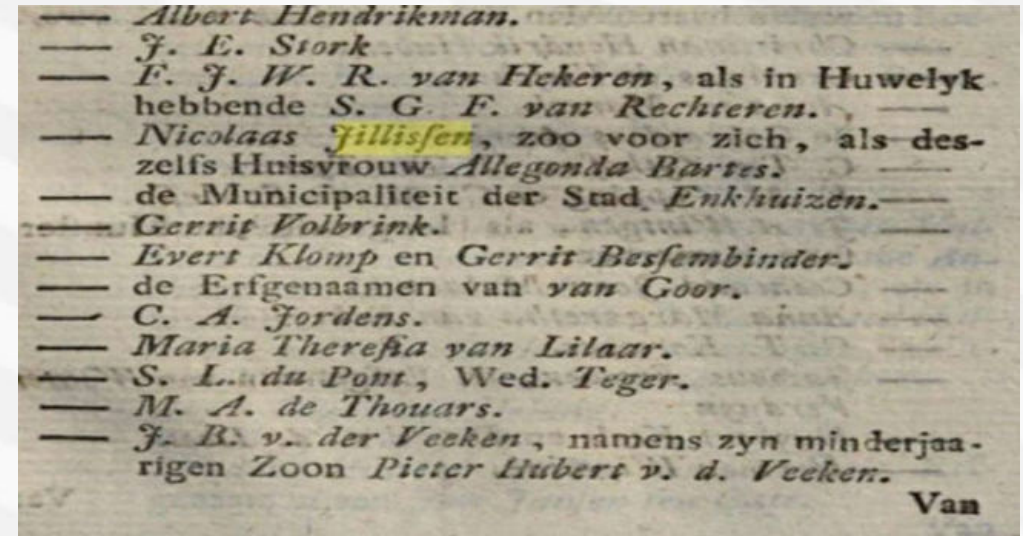 — Albert Hendrikman.
— J. E. Stork
— F. J. W. R. van Hekeren, als in Huwelyk
hebbende S. G. F. van Rechteren.
— Nicolaas Jillisſen, zoo voor zich, als des-
zelfs Huisvrouw Allegonda Bartes.
— de Municipaliteit der Stad Enkhuizen.
— Gerrit Volbrink.
— Evert Klomp en Gerrit Besſembinder.
— de Erfgenaamen van van Goor.
— C. A. Jordens.
— Maria Thereſia van Lilaar.
— S. L. du Pont, Wed. Teger.
— M. A. de Thouars.
— J. B. v. der Veeken, namens zyn minderjaa-
rigen Zoon Pieter Hubert v. d. Veeken.
Van